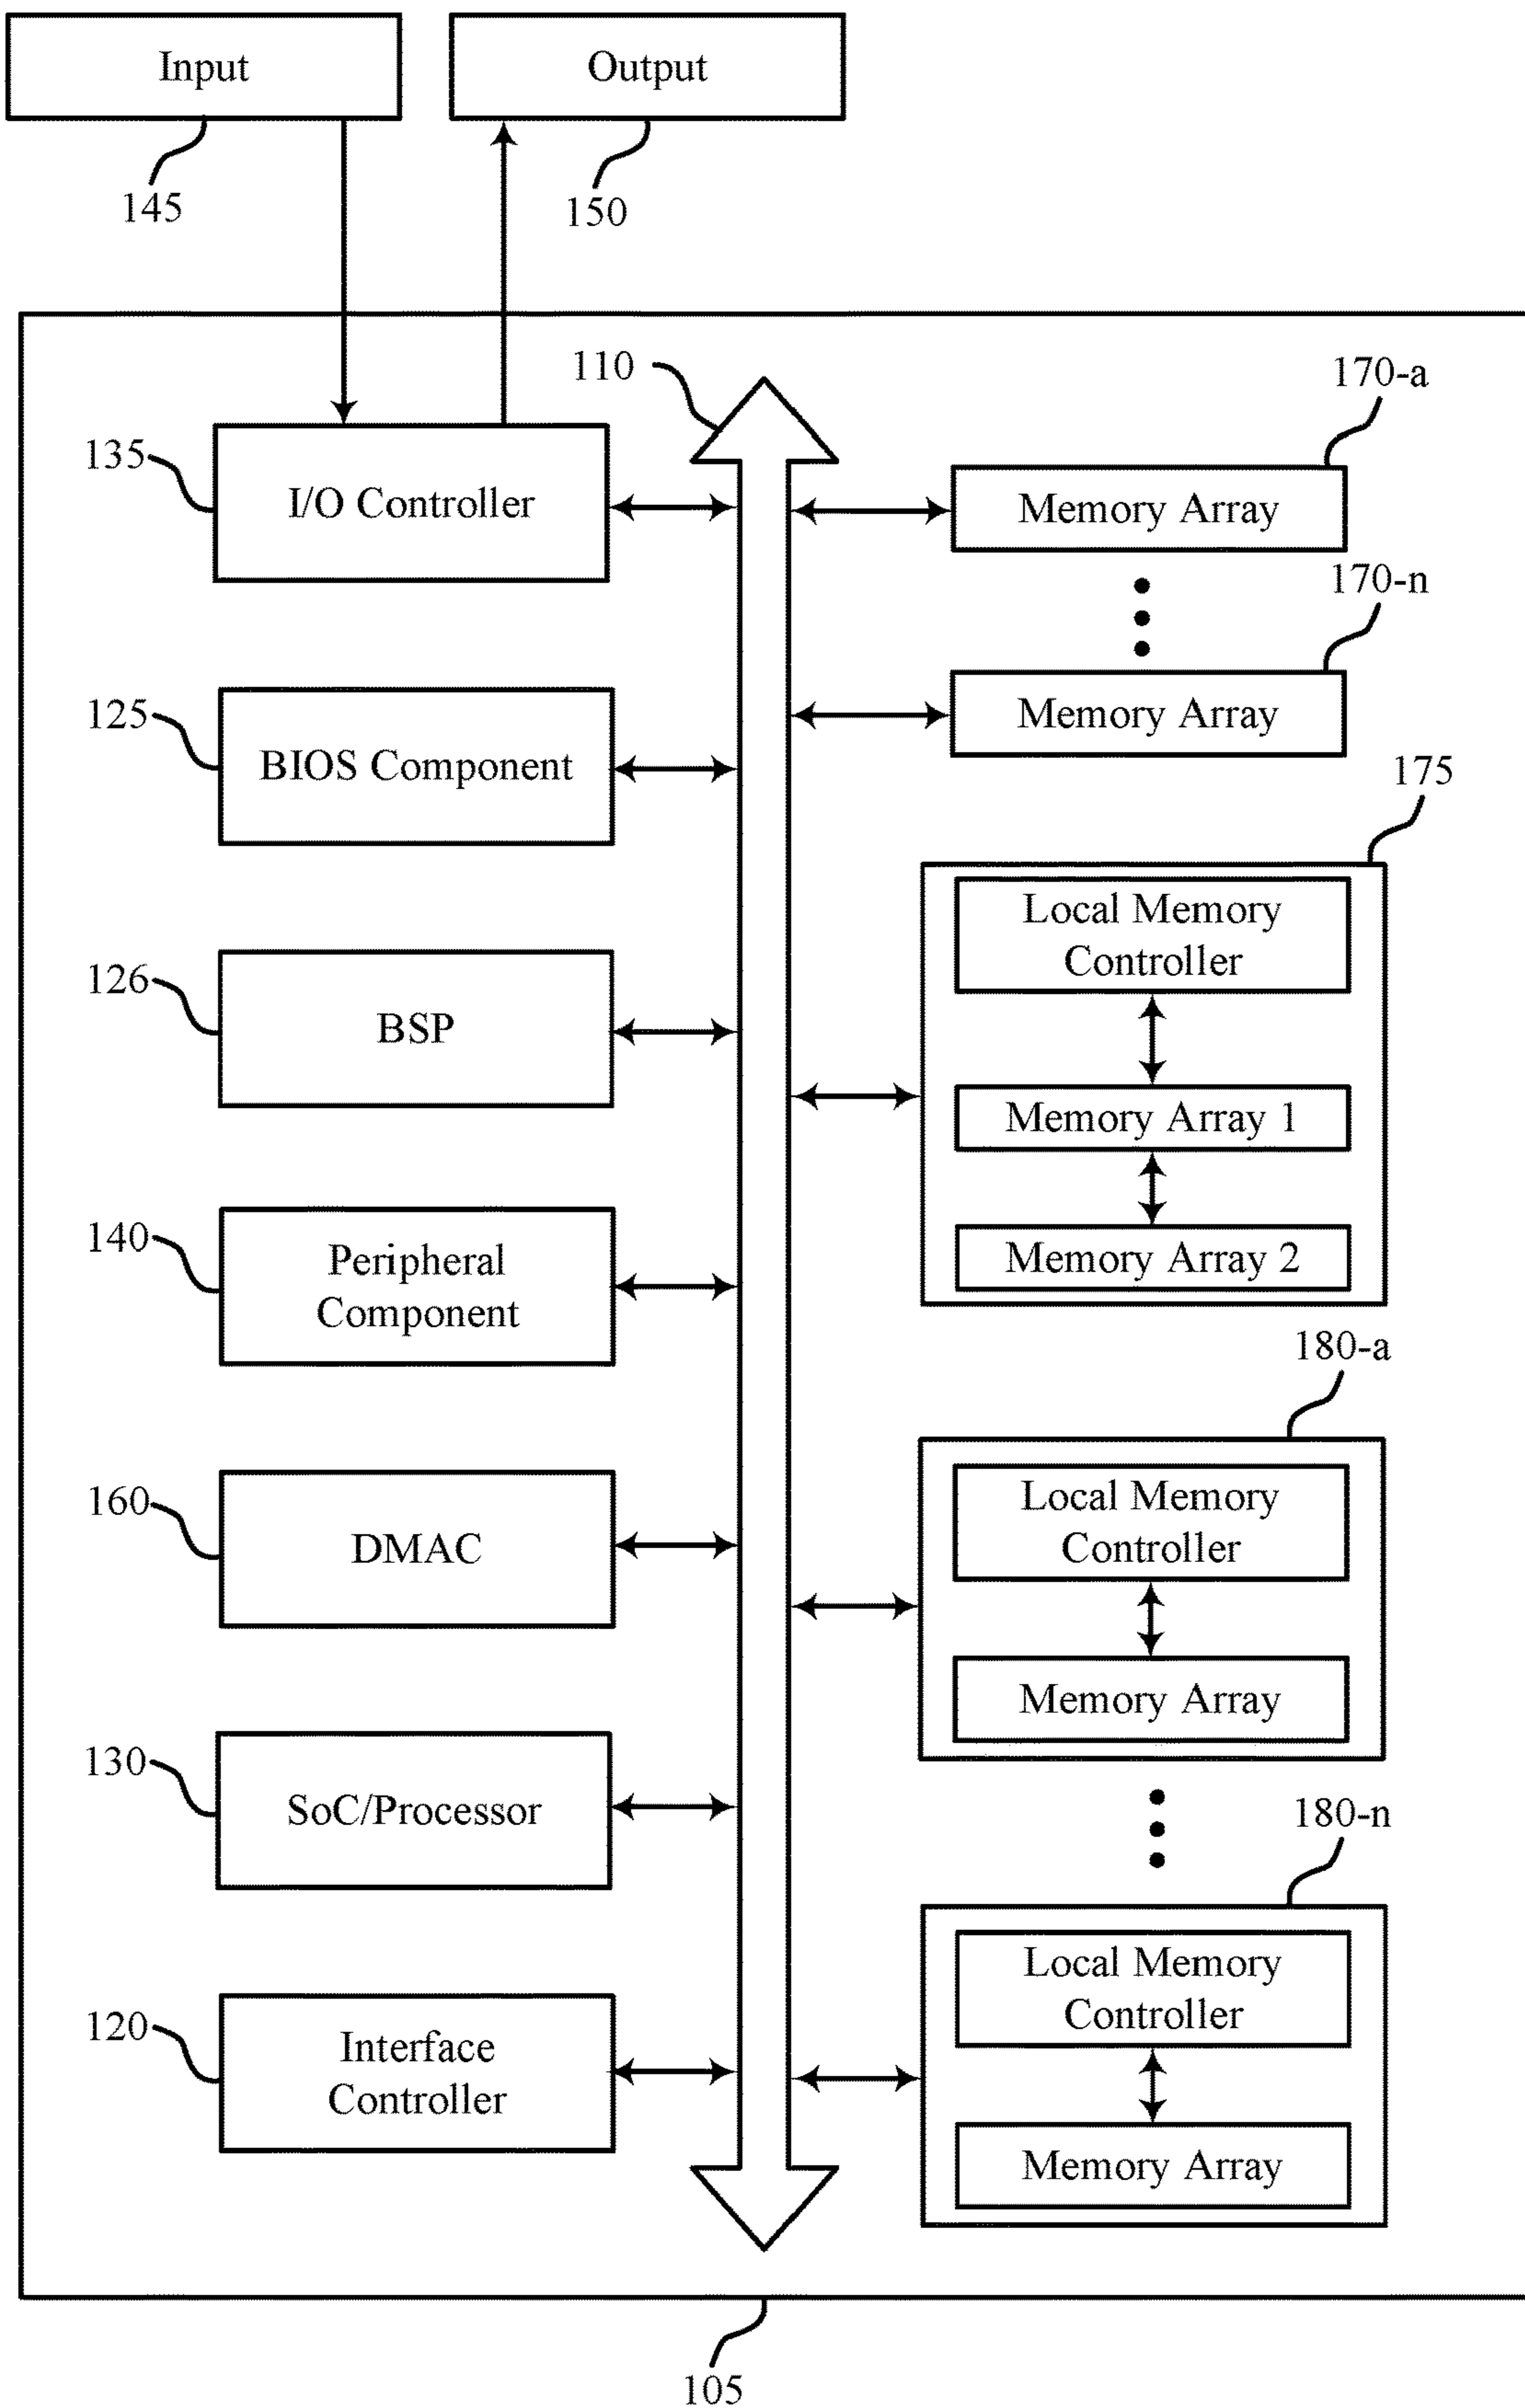 Input
Output
145
150
110
170-a
135
I/O Controller
Memory Array
170-n
125
BIOS Component
Memory Array
175
126
BSP
Local Memory
Controller
Memory Array 1
Memory Array 2
140
Peripheral
Component
180-a
160
DMAC
Local Memory
Controller
Memory Array
130
SoC/Processor
180-n
120
Interface
Controller
Local Memory
Controller
Memory Array
105